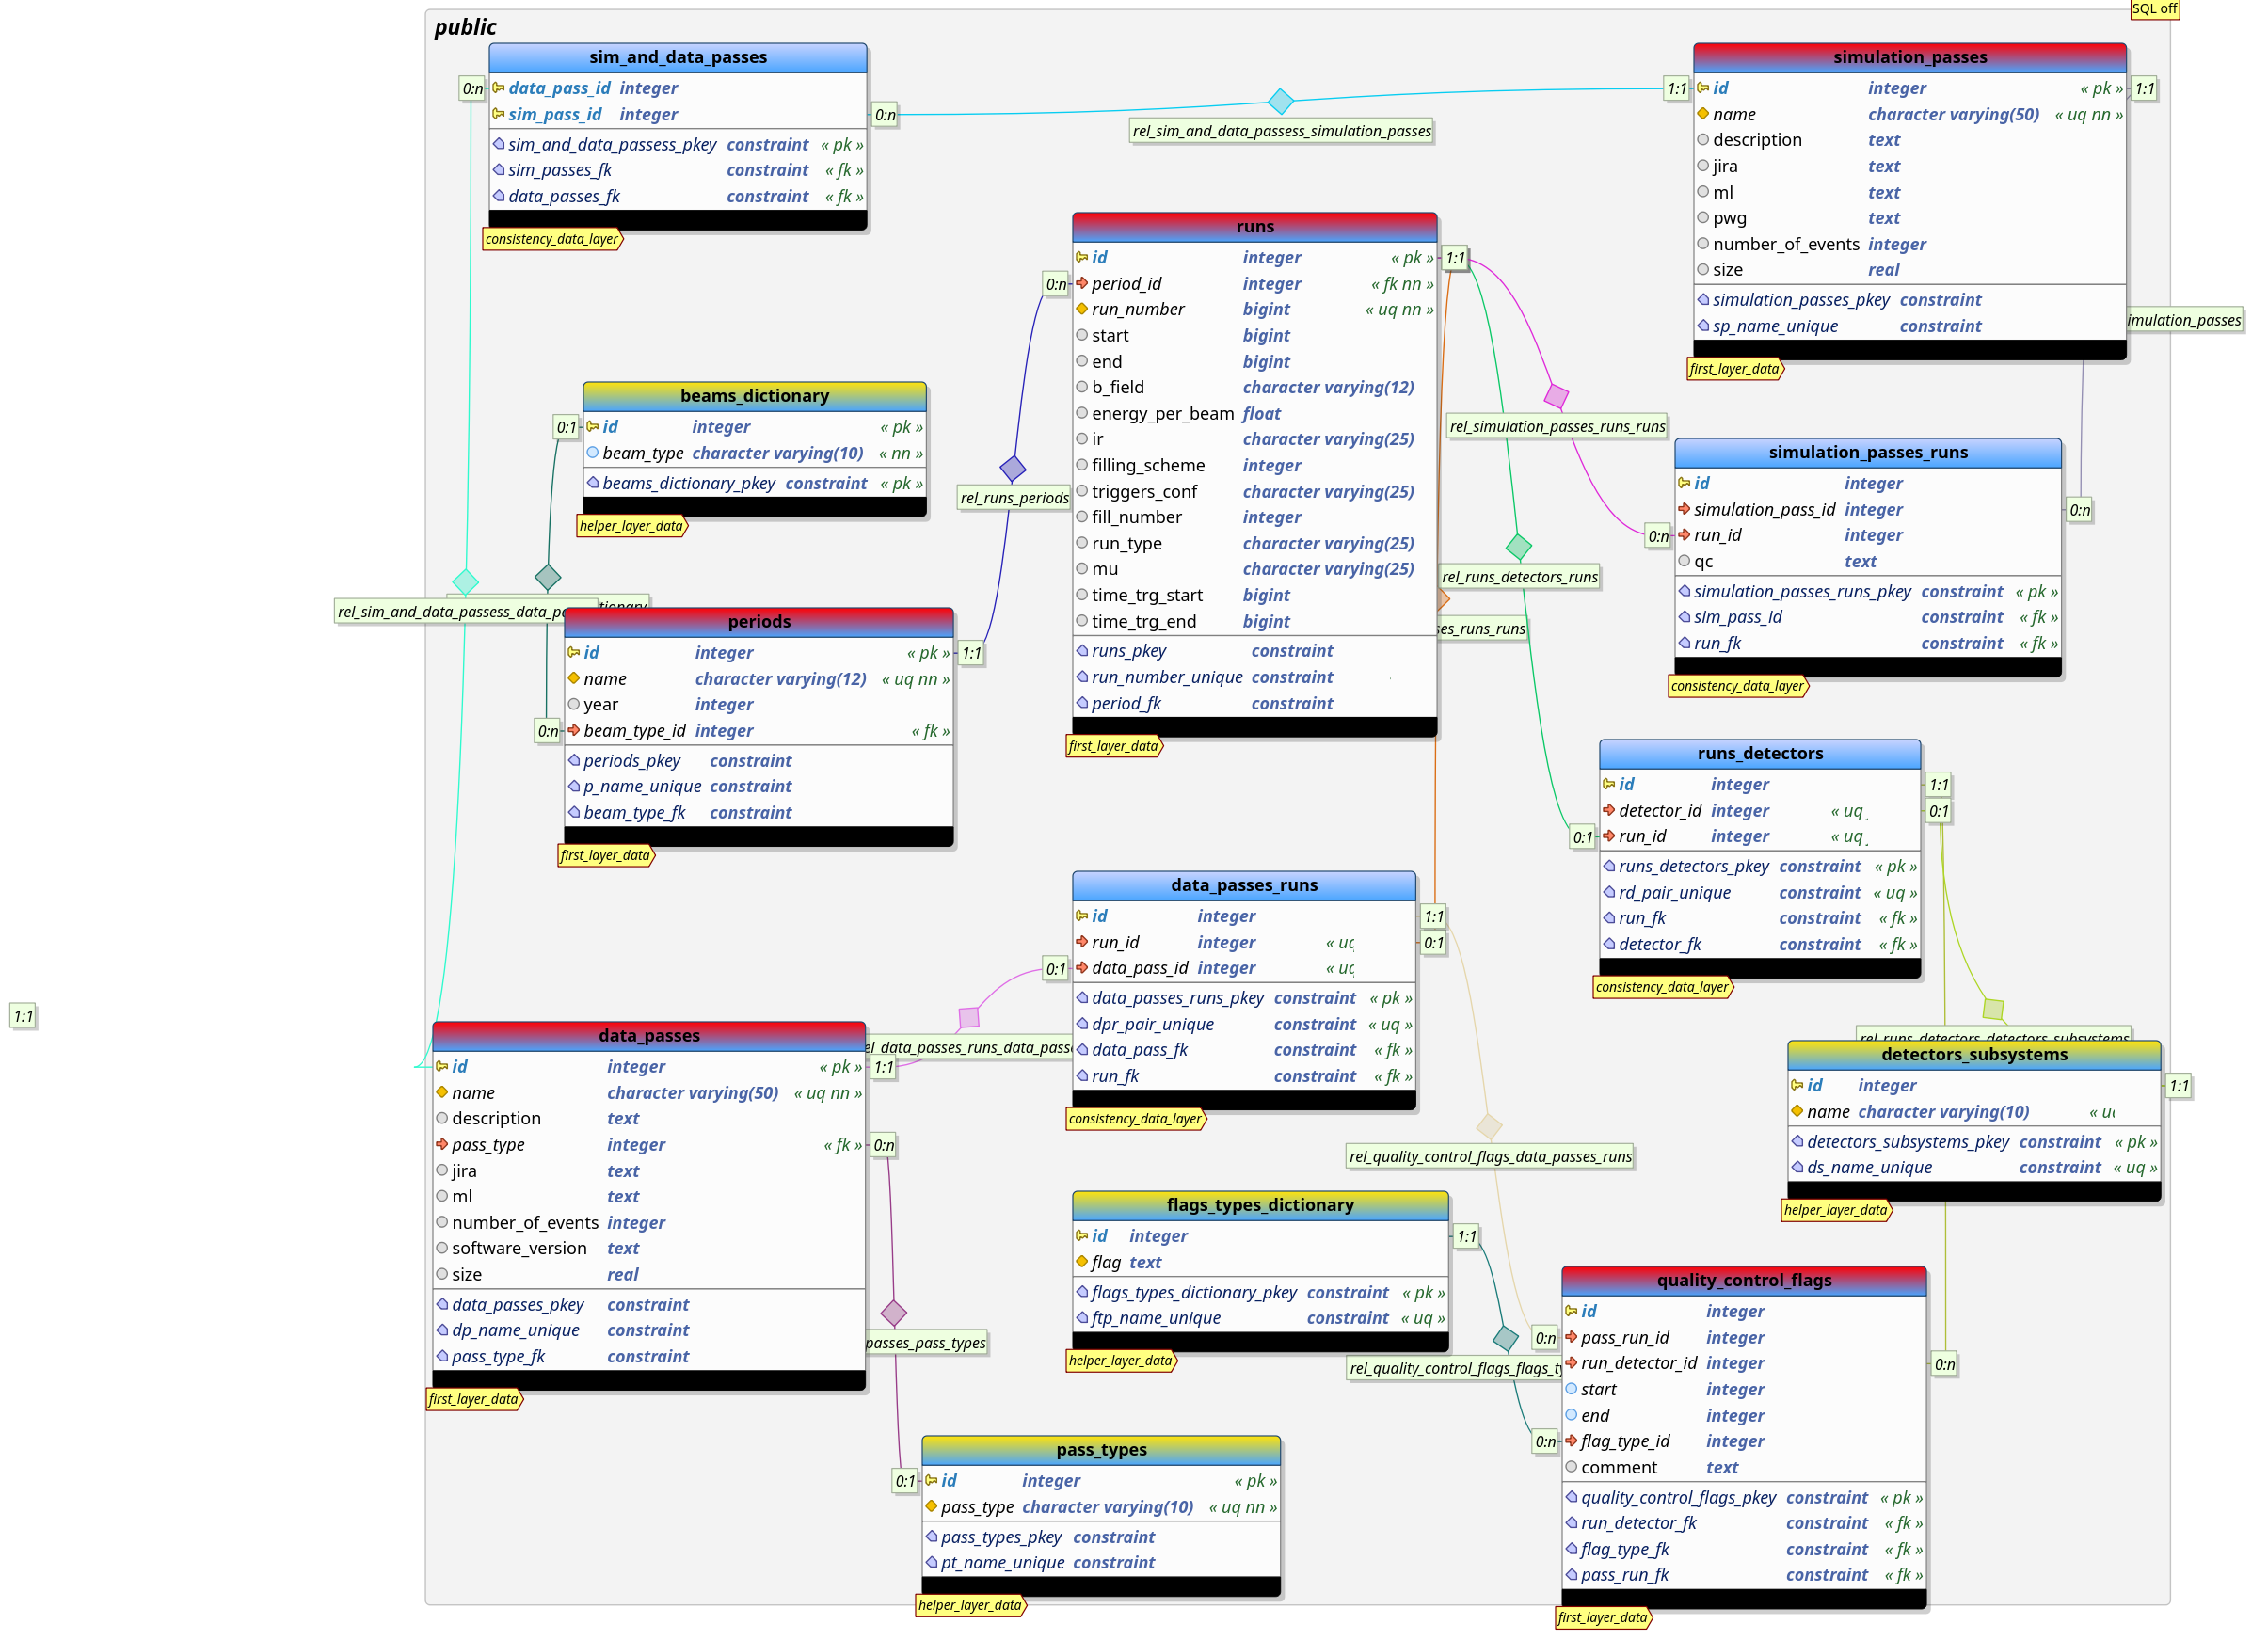 SQL off
public
sim_and_data_passes
0:n data_pass_id integer
sim_pass_id integer 0:n
sim_and_data_passess_pkey constraint « pk »
sim_passes_fk constraint « fk »
data_passes_fk constraint « fk »
consistency_data_layer
rel_sim_and_data_passess_simulation_passes
simulation_passes
1:1 id integer « pk » 1:1
name character varying(50) « uq nn »
description text
jira text
ml text
pwg text
number_of_events integer
size real
simulation_passes_pkey constraint
sp_name_unique constraint
first_layer_data
imulation_passes
runs
id integer « pk » 1:1
0:n period_id integer « fk nn »
run_number bigint « uq nn »
start bigint
end bigint
b_field character varying(12)
energy_per_beam float
ir character varying(25)
filling_scheme integer
triggers_conf character varying(25)
fill_number integer
run_type character varying(25)
mu character varying(25)
time_trg_start bigint
time_trg_end bigint
runs_pkey constraint
run_number_unique constraint
period_fk constraint
first_layer_data
beams_dictionary
0:1 id integer « pk »
beam_type character varying(10) « nn »
beams_dictionary_pkey constraint « pk »
helper_layer_data
rel_runs_periods
rel_simulation_passes_runs_runs
rel_runs_detectors_runs
ses_runs_runs
simulation_passes_runs
id integer
simulation_pass_id integer 0:n
0:n run_id integer
qc text
simulation_passes_runs_pkey constraint « pk »
sim_pass_id constraint « fk »
run_fk constraint « fk »
consistency_data_layer
rel_sim_and_data_passess_data_pa
tionary
periods
id integer « pk » 1:1
name character varying(12) « uq nn »
year integer
0:n beam_type_id integer « fk »
periods_pkey constraint
p_name_unique constraint
beam_type_fk constraint
first_layer_data
runs_detectors
id integer 1:1
detector_id integer « uq 0:1
0:1 run_id integer « uq
runs_detectors_pkey constraint « pk »
rd_pair_unique constraint « uq »
run_fk constraint « fk »
detector_fk constraint « fk »
consistency_data_layer
data_passes_runs
id integer 1:1
run_id integer « uq 0:1
0:1 data_pass_id integer « uq
data_passes_runs_pkey constraint « pk »
dpr_pair_unique constraint « uq »
data_pass_fk constraint « fk »
run_fk constraint « fk »
consistency_data_layer
1:1
data_passes
id integer « pk » 1:1
name character varying(50) « uq nn »
description text
pass_type integer « fk » 0:n
jira text
ml text
number_of_events integer
software_version text
size real
data_passes_pkey constraint
dp_name_unique constraint
pass_type_fk constraint
first_layer_data
el_data_passes_runs_data_passe
rel_runs_detectors_detectors_subsystems
detectors_subsystems
id integer 1:1
name character varying(10) « uq
detectors_subsystems_pkey constraint « pk »
ds_name_unique constraint « uq »
helper_layer_data
rel_quality_control_flags_data_passes_runs
flags_types_dictionary
id integer 1:1
flag text
flags_types_dictionary_pkey constraint « pk »
ftp_name_unique constraint « uq »
helper_layer_data
passes_pass_types
rel_quality_control_flags_flags_ty
quality_control_flags
id integer
0:n pass_run_id integer
run_detector_id integer 0:n
start integer
end integer
0:n flag_type_id integer
comment text
quality_control_flags_pkey constraint « pk »
run_detector_fk constraint « fk »
flag_type_fk constraint « fk »
pass_run_fk constraint « fk »
first_layer_data
pass_types
0:1 id integer « pk »
pass_type character varying(10) « uq nn »
pass_types_pkey constraint
pt_name_unique constraint
helper_layer_data